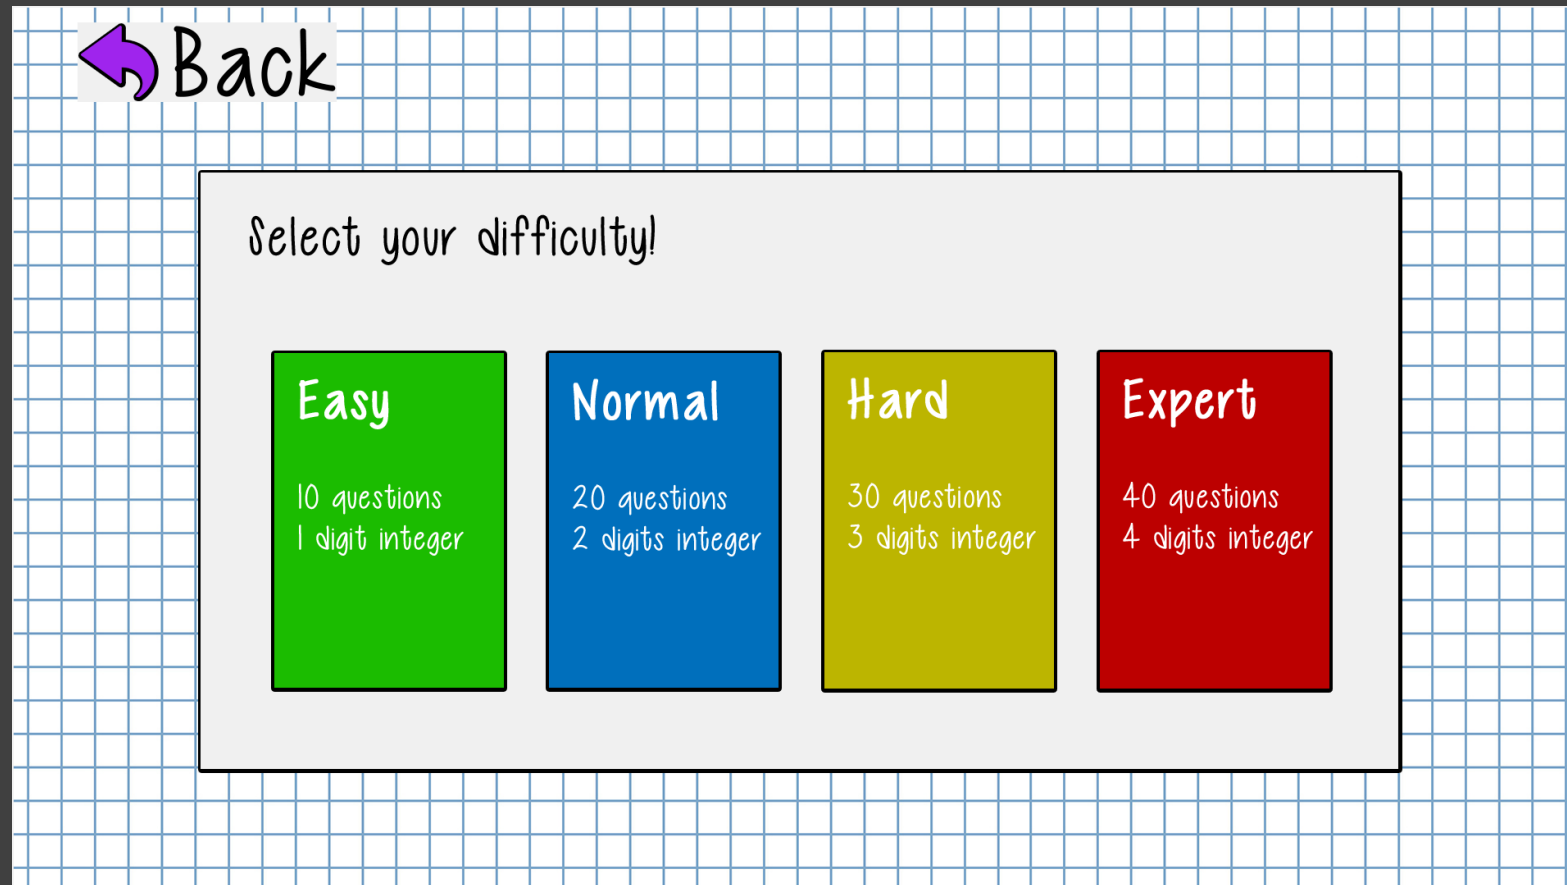 Back
Select your difficulty!
Easy
10 questions
1 digit integer
Normal
20 questions
2 digits integer
Hard
30 questions
3 digits integer
Expert
40 questions
4 digits integer